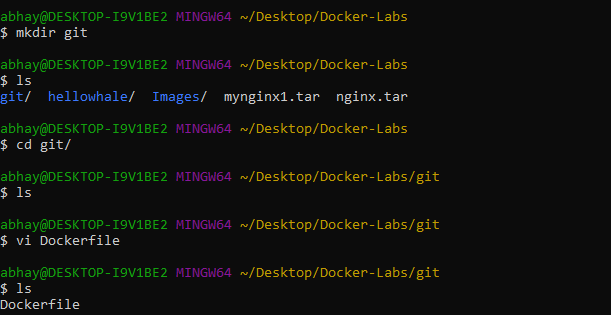 abhay@DESKTOP-I9V1BE2 MINGW64 ~/Desktop/Docker-Labs
$ mkdir git
abhay@DESKTOP-I9V1BE2 MINGW64 ~/Desktop/Docker-Labs
$ ls
git/  hellowhale/  Images/  mynginx1.tar  nginx.tar
abhay@DESKTOP-I9V1BE2 MINGW64 ~/Desktop/Docker-Labs
$ cd git/
abhay@DESKTOP-I9V1BE2 MINGW64 ~/Desktop/Docker-Labs/git
$ ls
abhay@DESKTOP-I9V1BE2 MINGW64 ~/Desktop/Docker-Labs/git
$ vi Dockerfile
abhay@DESKTOP-I9V1BE2 MINGW64 ~/Desktop/Docker-Labs/git
$ ls
Dockerfile